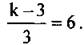 k-3/3 = 6.